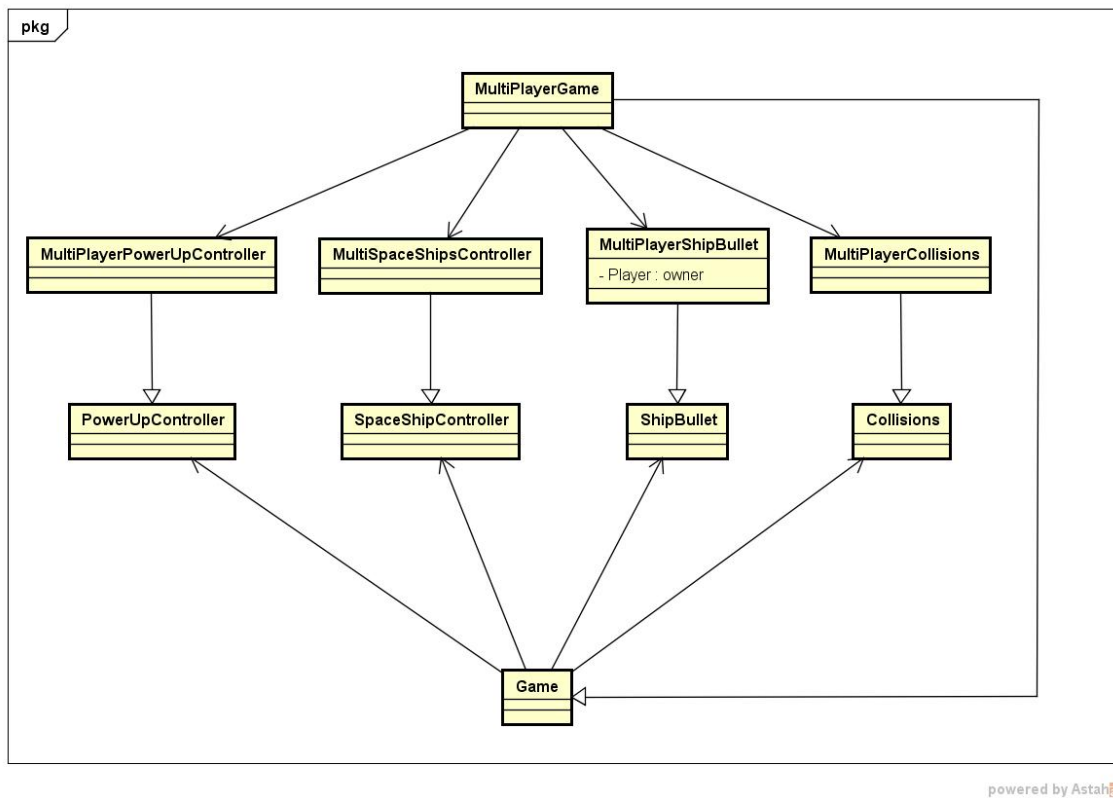 pkg
MultiPlayerGame
MultiPlayerPowerUpController
MultiSpaceShipsController
MultiPlayerShipBullet
- Player : owner
MultiPlayerCollisions
PowerUpController
SpaceShipController
ShipBullet
Collisions
Game
powered by Astah